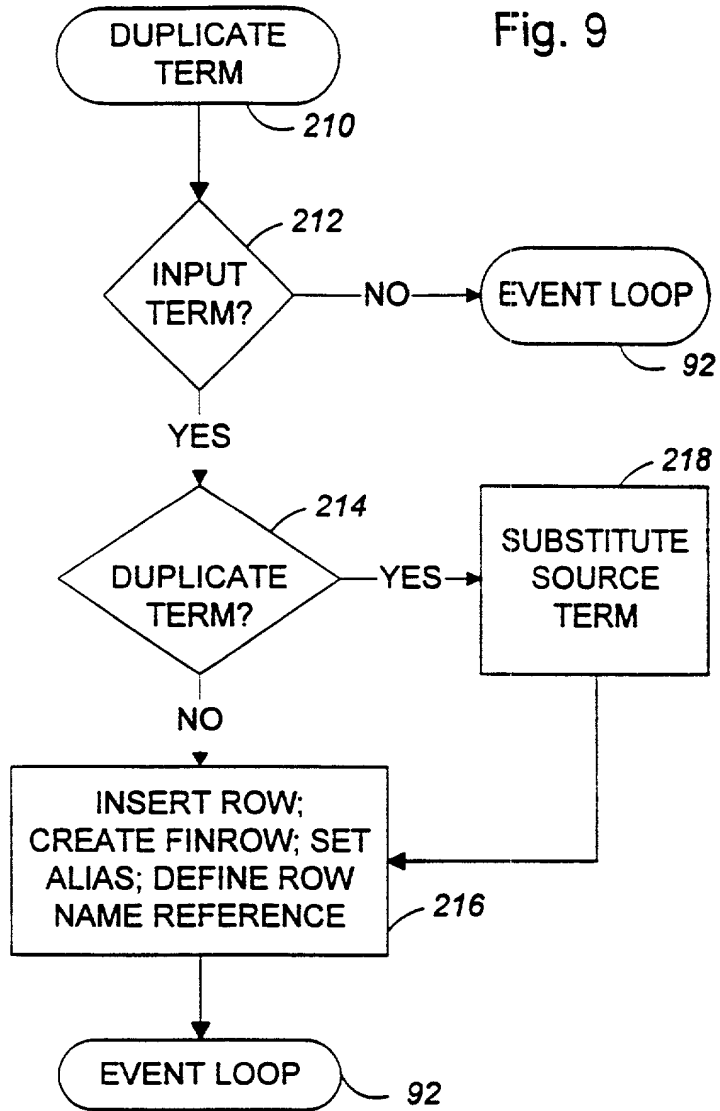 Fig. 9
DUPLICATE
TERM
210
212
INPUT
TERM?
NO
EVENT LOOP
92
YES
214
DUPLICATE
TERM?
YES
218
SUBSTITUTE
SOURCE
TERM
NO
INSERT ROW;
CREATE FINROW; SET
ALIAS; DEFINE ROW
NAME REFERENCE
216
EVENT LOOP
92